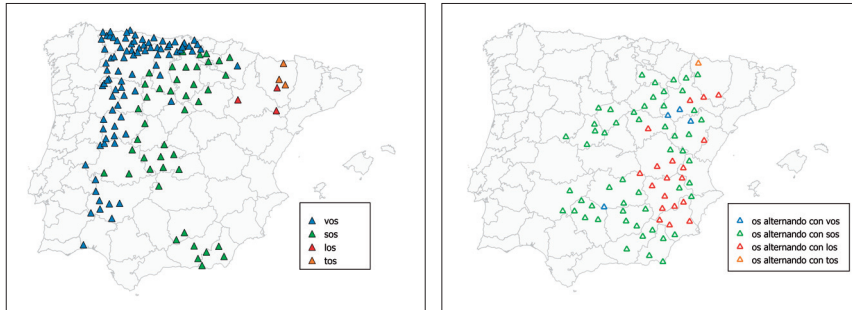 vos
sos
los
tos
os alternando con vos
os alternando con sos
os alternando con los
os alternando con tos